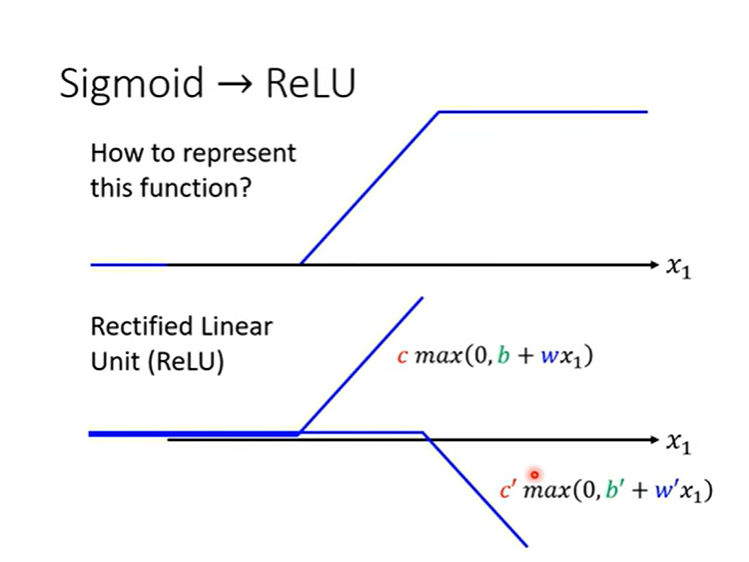 Sigmoid → ReLU
How to represent
this function?
x₁
Rectified Linear
Unit (ReLU)
c max(0, b + wx₁)
x₁
c′ max(0, b′ + w′x₁)